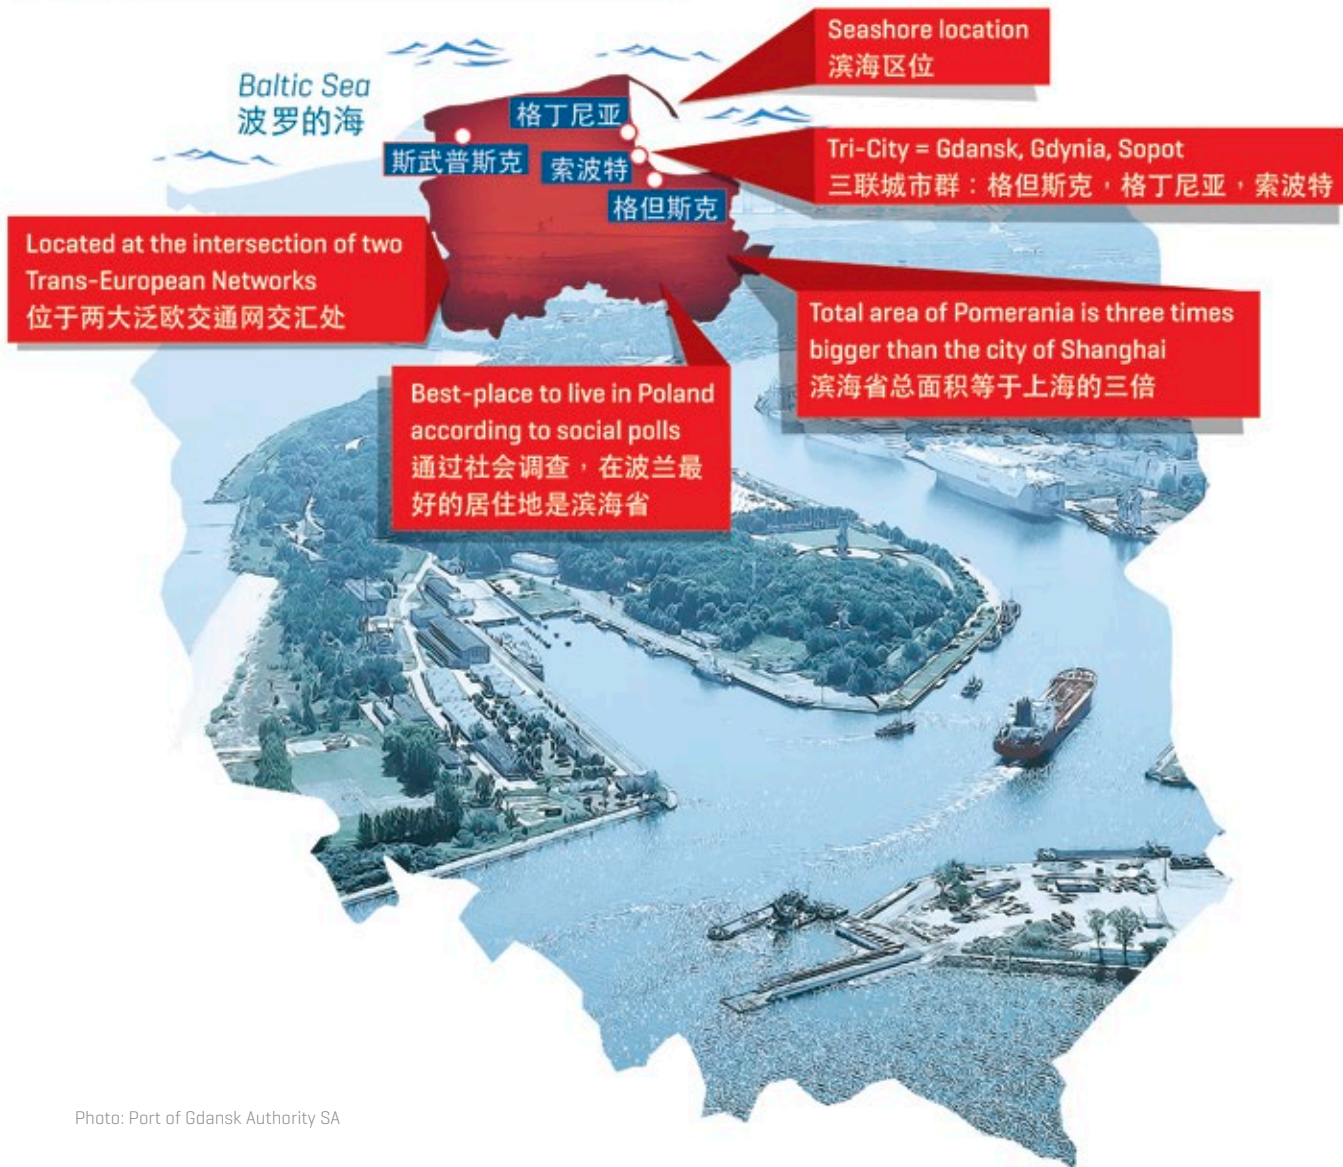 Seashore location
滨海区位
Baltic Sea
波罗的海
格丁尼亚
斯武普斯克
索波特
格但斯克
Tri-City = Gdansk, Gdynia, Sopot
三联城市群：格但斯克，格丁尼亚，索波特
Located at the intersection of two
Trans-European Networks
位于两大泛欧交通网交汇处
Total area of Pomerania is three times
bigger than the city of Shanghai
滨海省总面积等于上海的三倍
Best-place to live in Poland
according to social polls
通过社会调查，在波兰最
好的居住地是滨海省
Photo: Port of Gdansk Authority SA